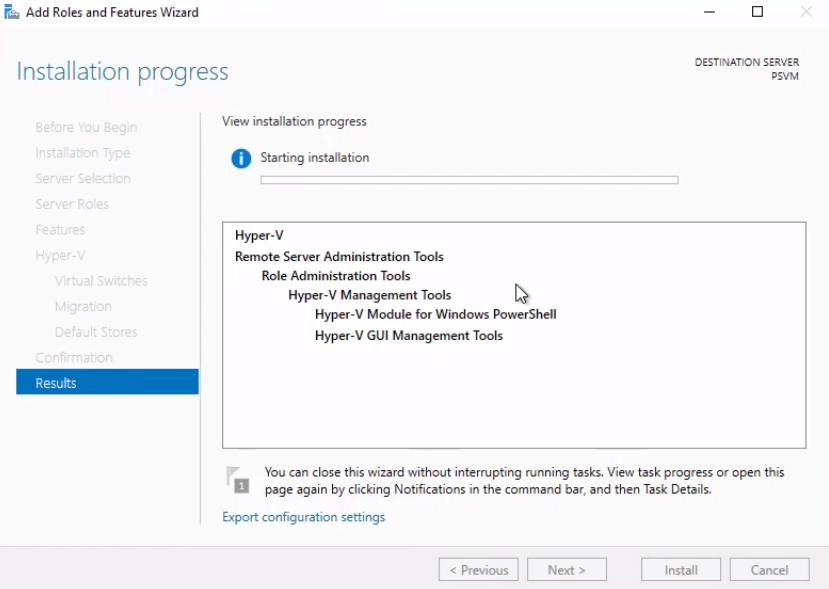 Add Roles and Features Wizard
Installation progress
DESTINATION SERVER
PSVM
Before You Begin
Installation Type
Server Selection
Server Roles
Features
Hyper-V
Virtual Switches
Migration
Default Stores
Confirmation
Results
View installation progress
Starting installation
Hyper-V
Remote Server Administration Tools
Role Administration Tools
Hyper-V Management Tools
Hyper-V Module for Windows PowerShell
Hyper-V GUI Management Tools
1
You can close this wizard without interrupting running tasks. View task progress or open this
page again by clicking Notifications in the command bar, and then Task Details.
Export configuration settings
< Previous
Next >
Install
Cancel